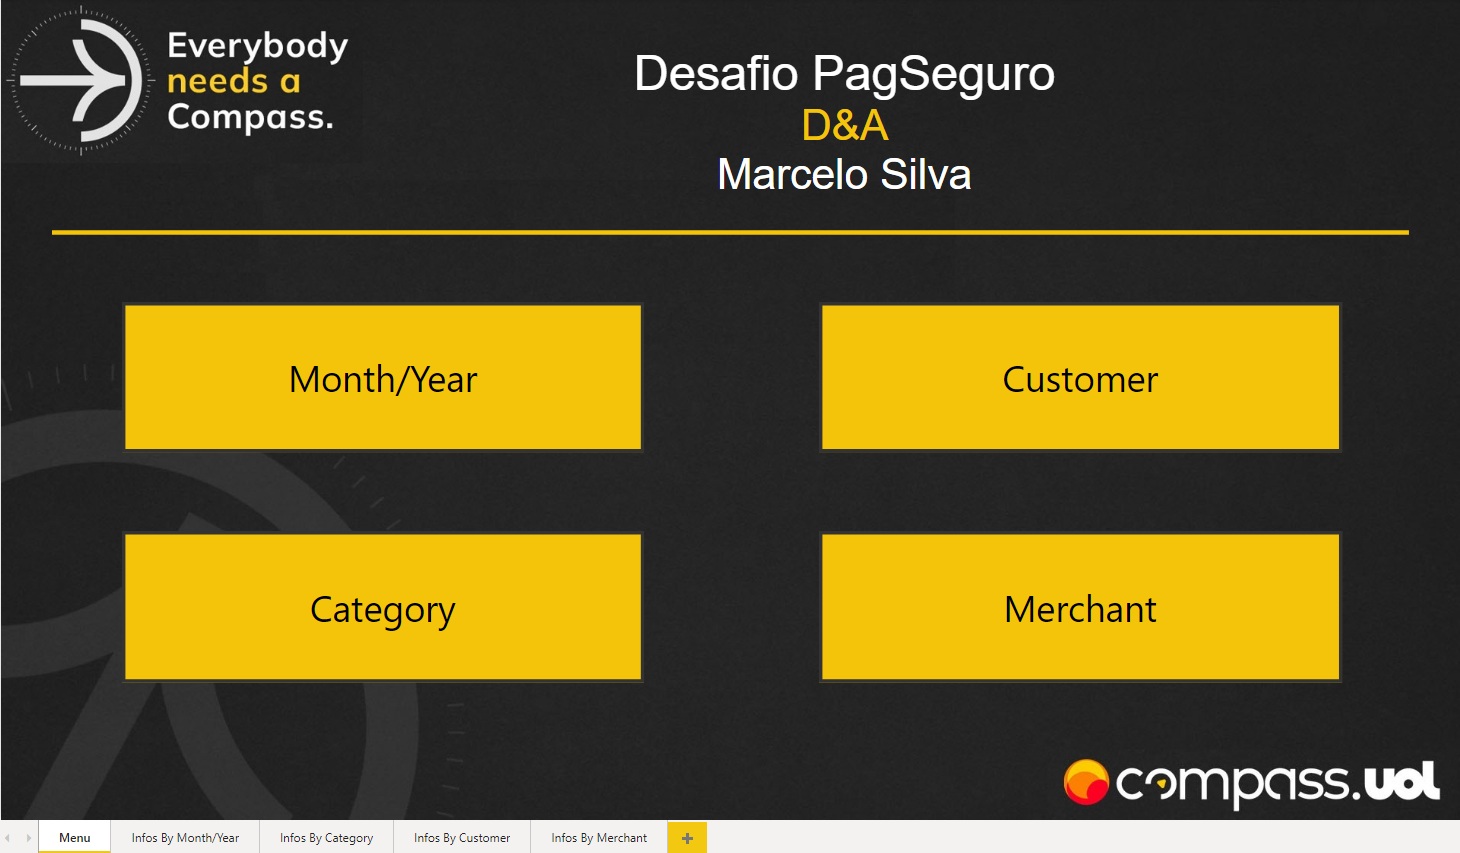 Everybody
needs a
Compass.
Desafio PagSeguro
D&A
Marcelo Silva
Month/Year
Customer
Category
Merchant
compass.uol
Menu
Infos By Month/Year
Infos By Category
Infos By Customer
Infos By Merchant
+